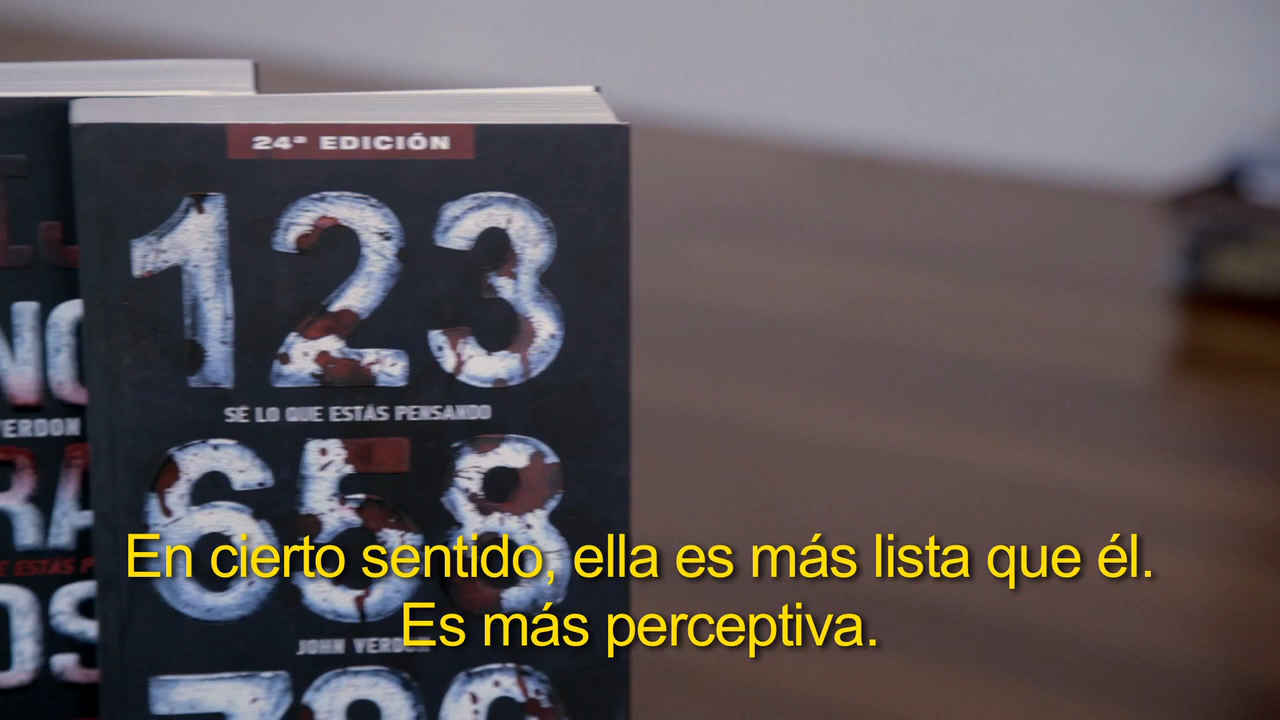 24ª EDICIÓN
123
SÉ LO QUE ESTÁS PENSANDO
658
JOHN VERDON
VERDON
En cierto sentido, ella es más lista que él.
Es más perceptiva.